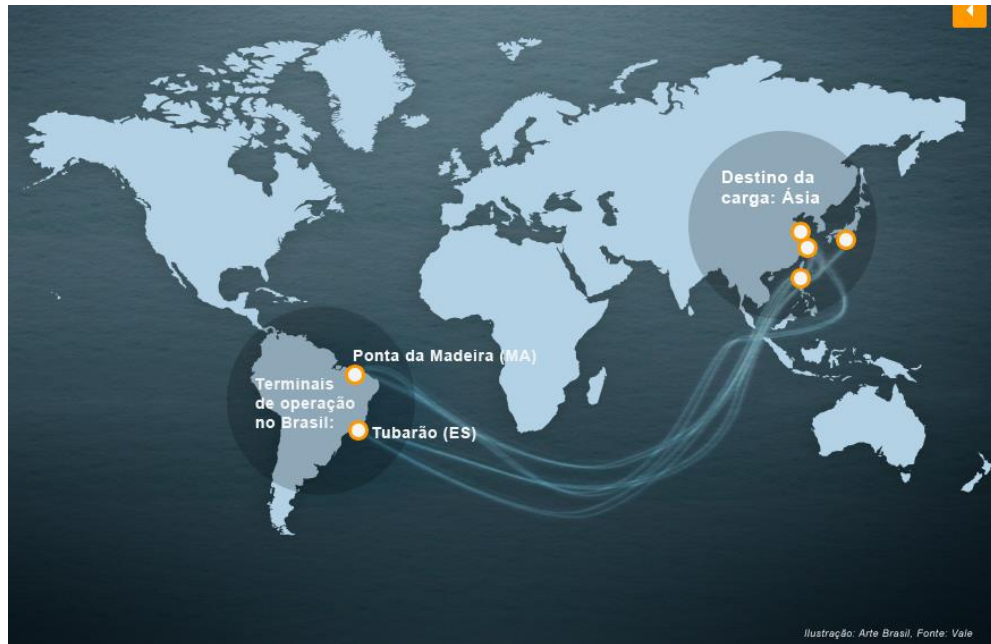 Destino da
carga: Ásia
Ponta da Madeira (MA)
Terminais
de operação
no Brasil:
Tubarão (ES)
Ilustração: Arte Brasil, Fonte: Vale